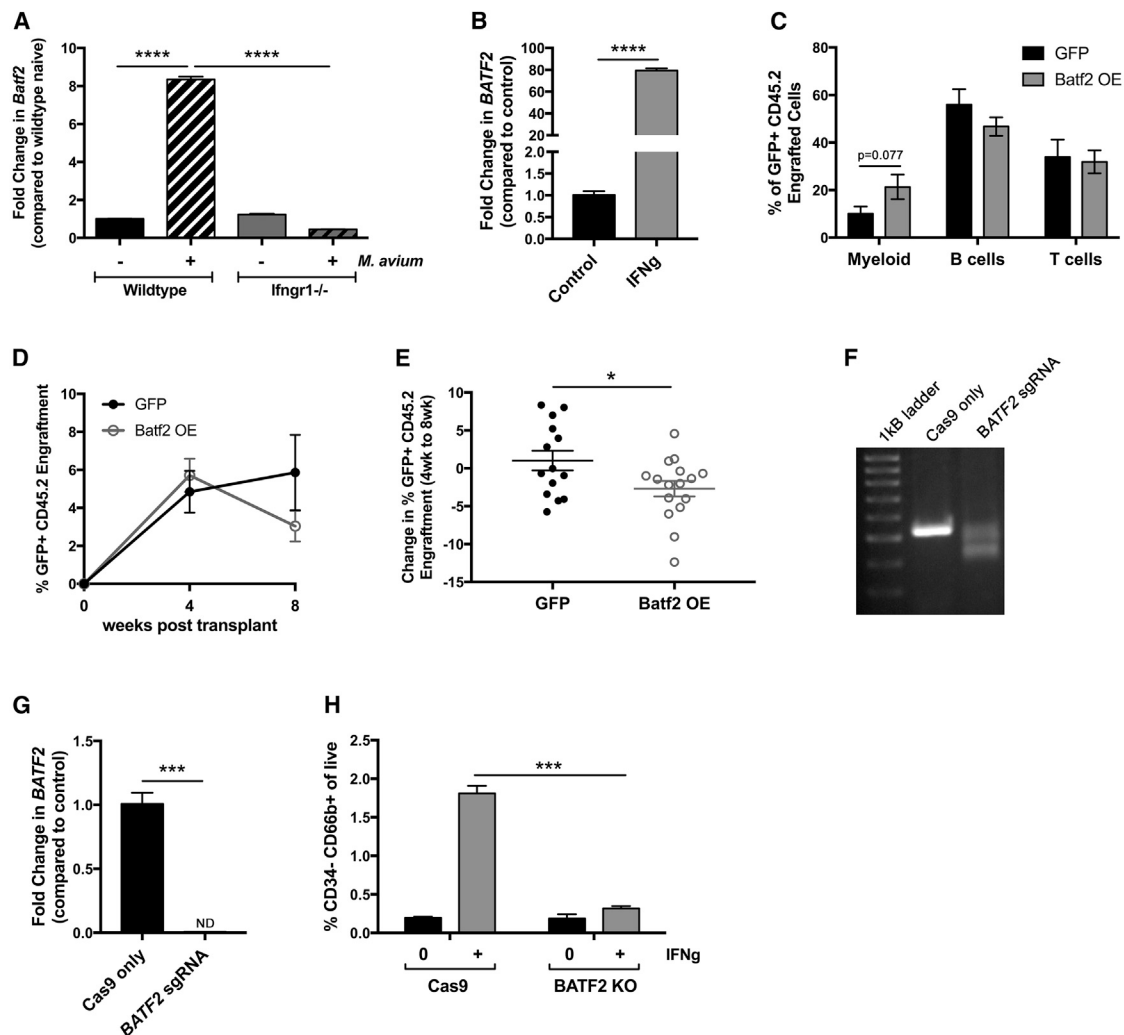 A
Fold Change in Batf2
(compared to wildtype naive)
10
8
6
4
2
0
****
****
-
+
-
+
M. avium
Wildtype
Ifngr1-/-
B
Fold Change in BATF2
(compared to control)
100
80
60
40
20
2.0
1.5
1.0
0.5
0.0
****
Control
IFNg
C
% of GFP+ CD45.2
Engrafted Cells
80
60
40
20
0
GFP
Batf2 OE
p=0.077
Myeloid
B cells
T cells
D
% GFP+ CD45.2 Engraftment
10
8
6
4
2
0
GFP
Batf2 OE
0
4
8
weeks post transplant
E
Change in % GFP+ CD45.2
Engraftment (4wk to 8wk)
10
5
0
-5
-10
-15
*
GFP
Batf2 OE
F
1kB ladder
Cas9 only
BATF2 sgRNA
G
Fold Change in BATF2
(compared to control)
1.5
1.0
0.5
0.0
***
ND
Cas9 only
BATF2 sgRNA
H
% CD34- CD66b+ of live
2.5
2.0
1.5
1.0
0.5
0.0
***
0
+
0
+
IFNg
Cas9
BATF2 KO